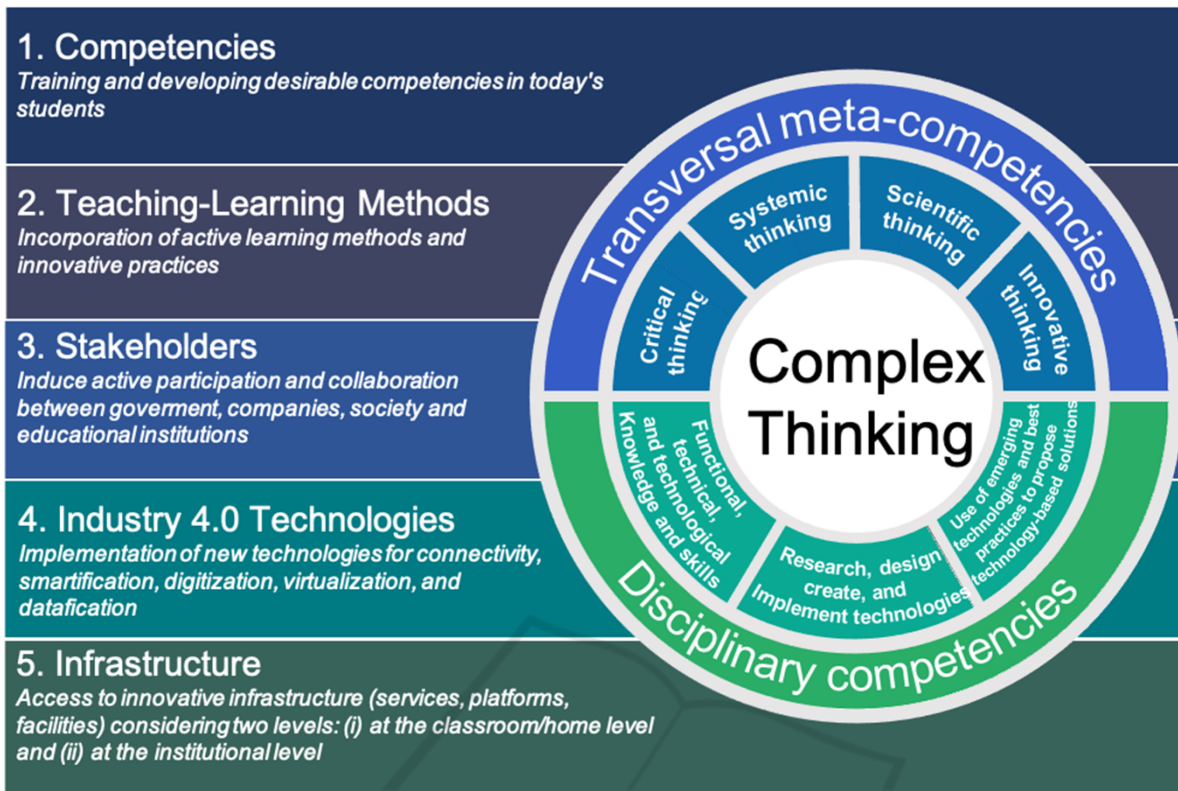 1. Competencies
Training and developing desirable competencies in today's
students
2. Teaching-Learning Methods
Incorporation of active learning methods and
innovative practices
3. Stakeholders
Induce active participation and collaboration
between goverment, companies, society and
educational institutions
4. Industry 4.0 Technologies
Implementation of new technologies for connectivity,
smartification, digitization, virtualization, and
datafication
5. Infrastructure
Access to innovative infrastructure (services, platforms,
facilities) considering two levels: (i) at the classroom/home level
and (ii) at the institutional level
Transversal meta-competencies
Critical
thinking
Systemic
thinking
Scientific
thinking
Innovative
thinking
Complex
Thinking
Functional,
technical,
and technological
Knowledge and skills
Research, design,
create, and
Implement technologies
Use of emerging
technologies and best
practices to propose
technology-based solutions
Disciplinary competencies